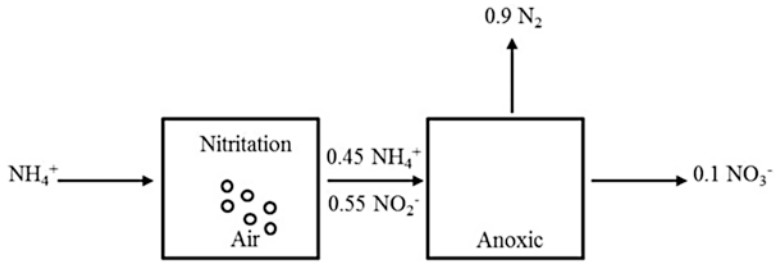 0.9 N₂
Nitritation
NH₄⁺
0.45 NH₄⁺
0.55 NO₂⁻
0.1 NO₃⁻
Air
Anoxic